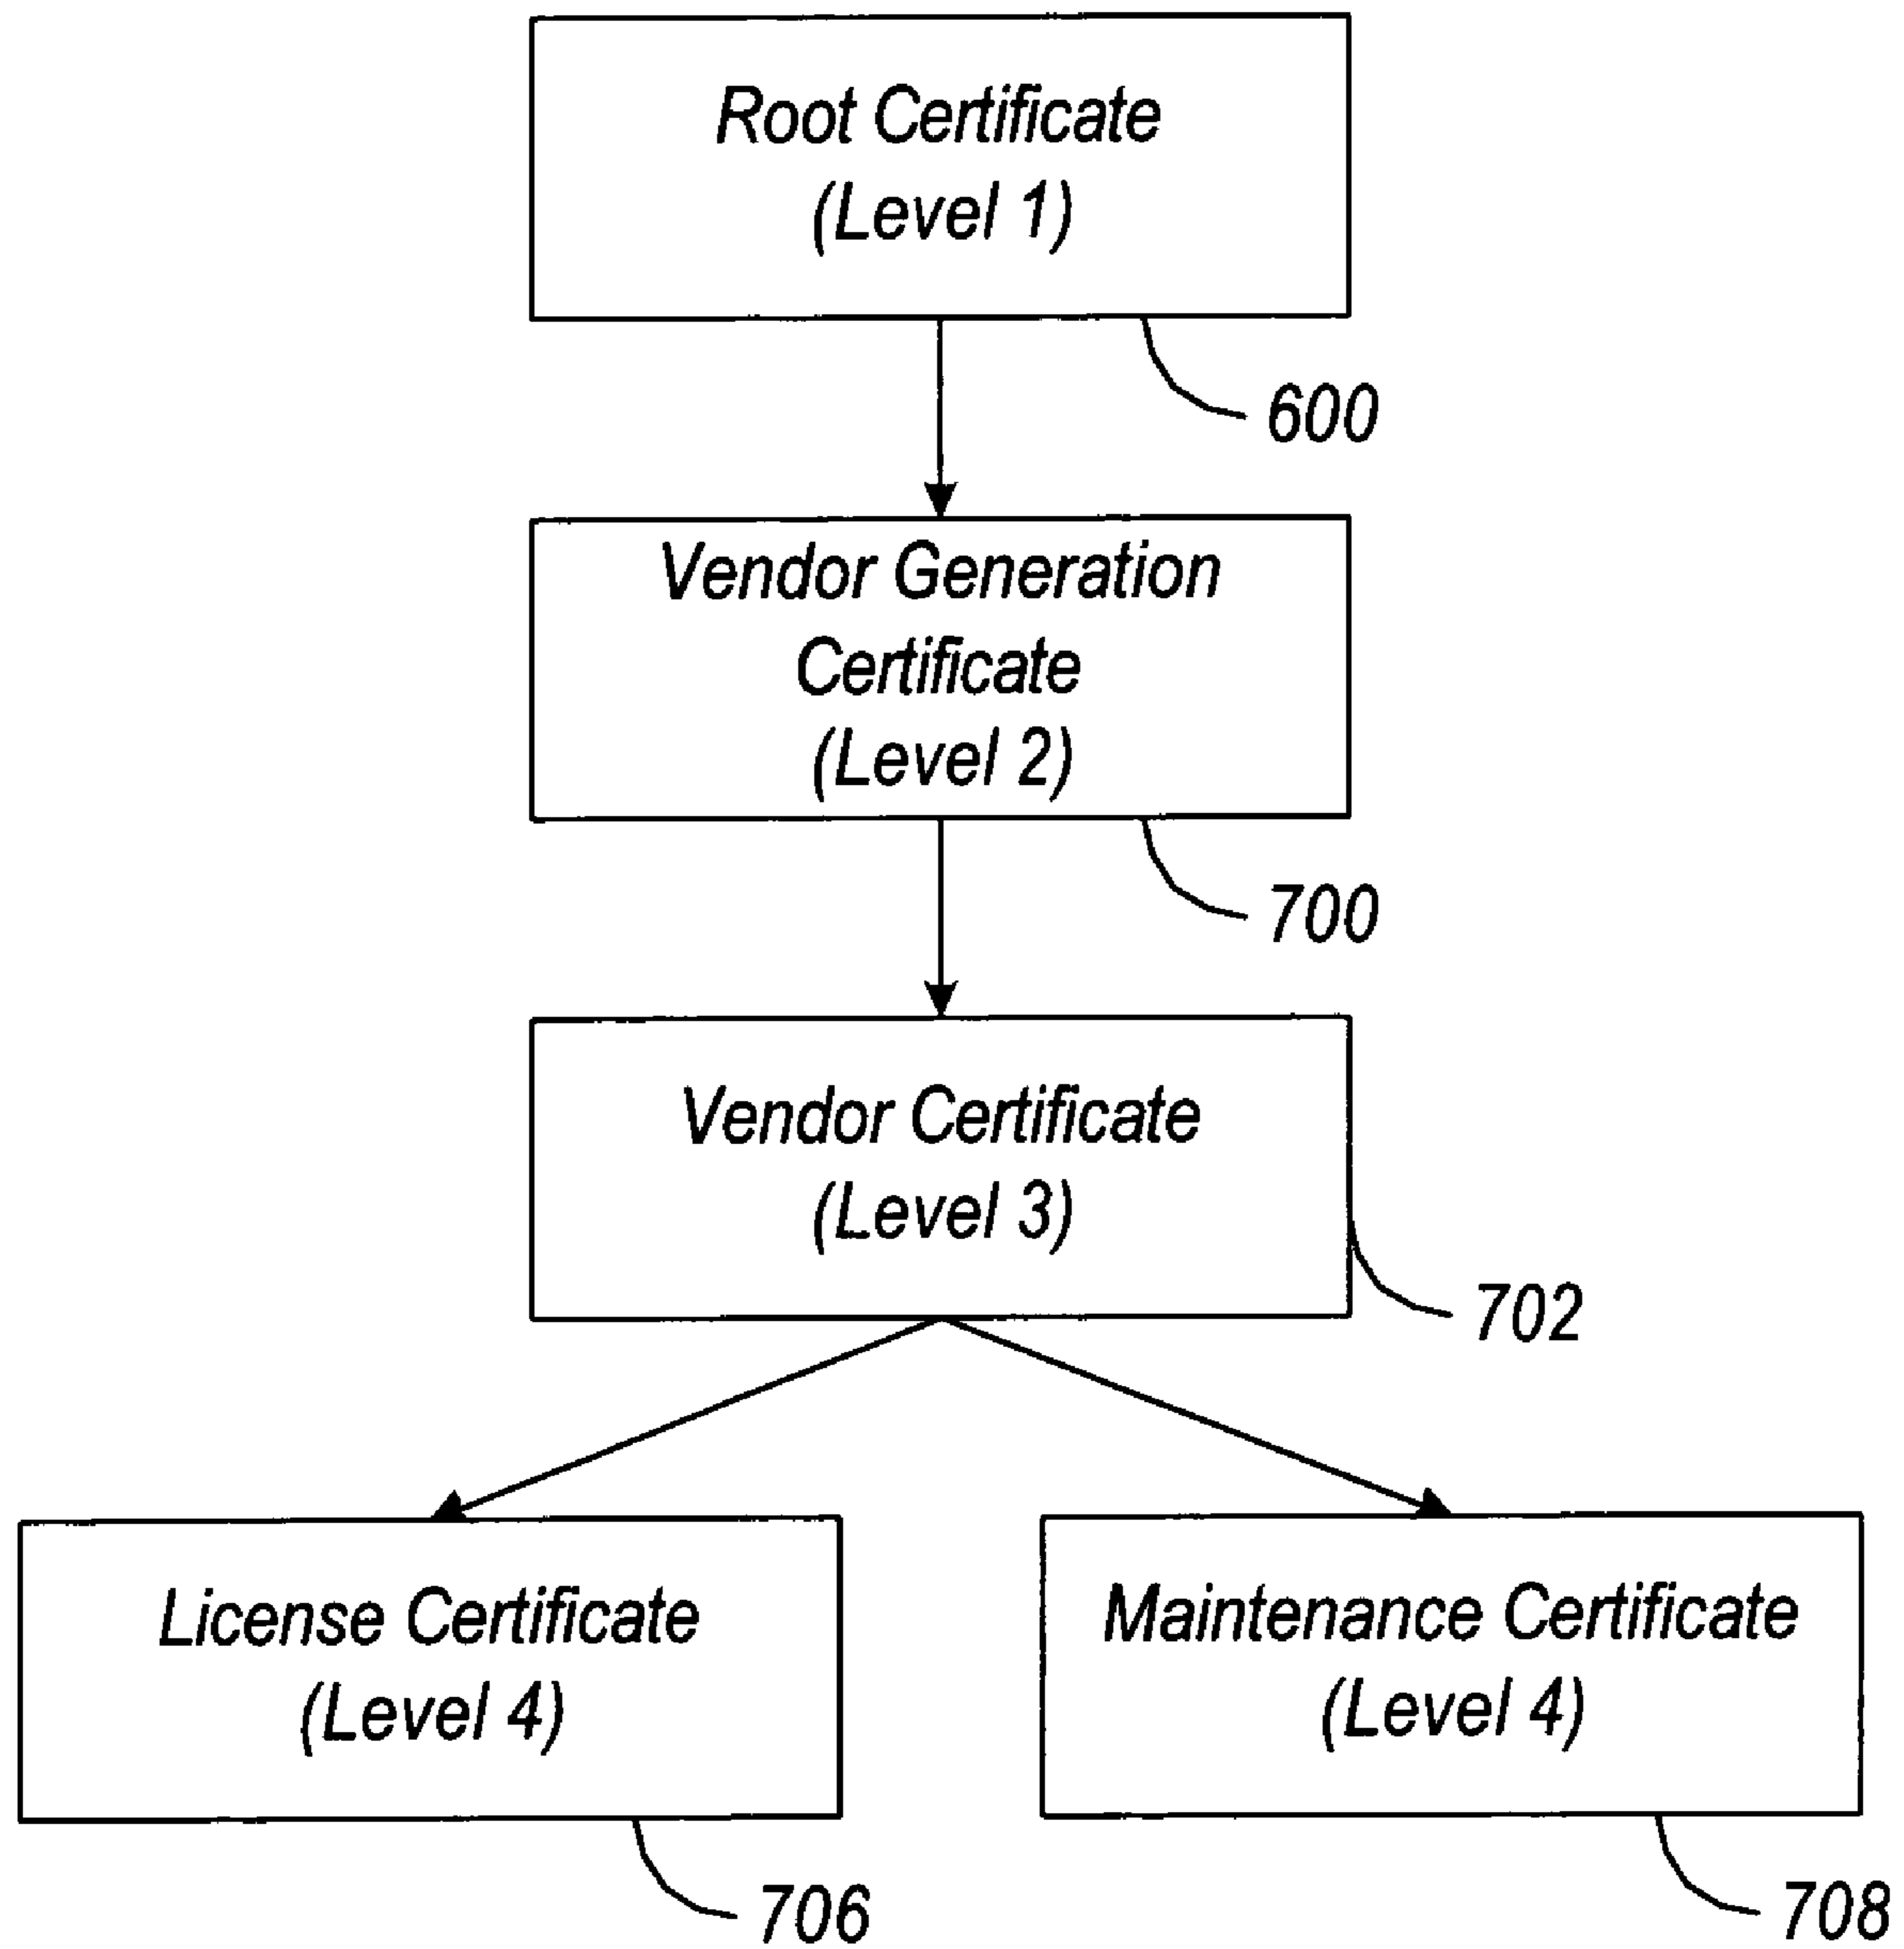 Root Certificate
(Level 1)
600
Vendor Generation
Certificate
(Level 2)
700
Vendor Certificate
(Level 3)
702
License Certificate
(Level 4)
706
Maintenance Certificate
(Level 4)
708